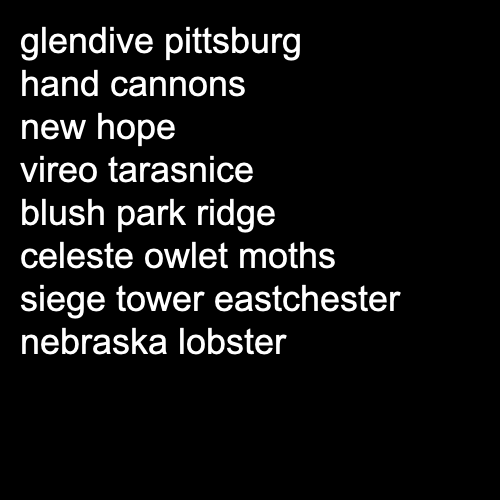 glendive pittsburg
hand cannons
new hope
vireo tarasnice
blush park ridge
celeste owlet moths
siege tower eastchester
nebraska lobster